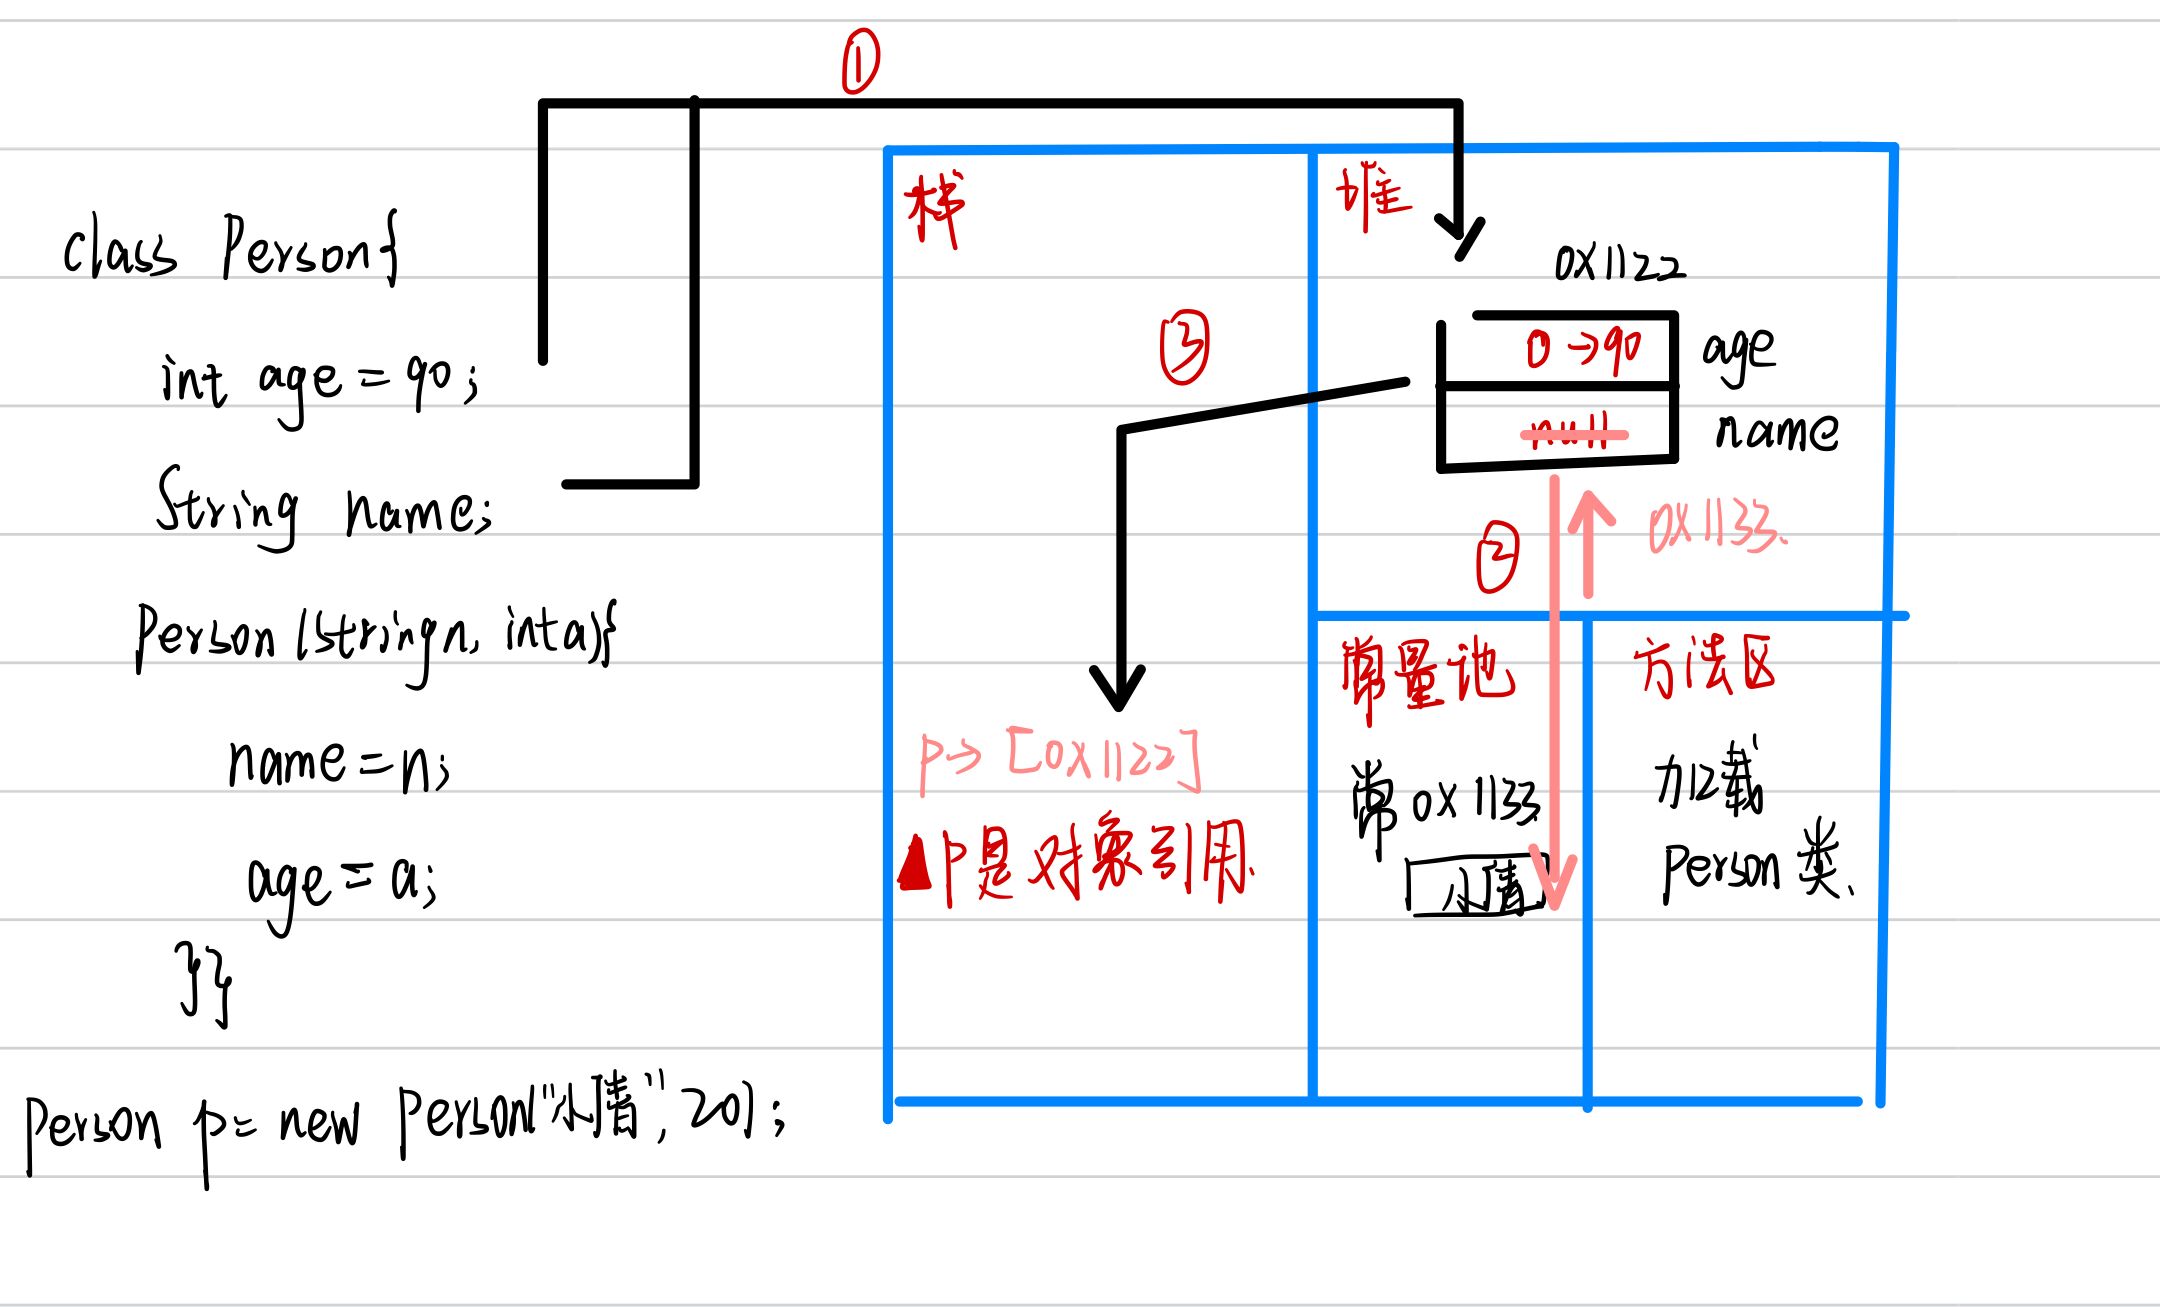 ①
class Person{
int age = 90;
String name;
Person (String n, int a){
name = n;
age = a;
}}
Person p = new Person("小倩", 20);
栈
③
p→ [0x1122]
▲p是对象引用.
堆
0x1122
0→90 age
null name
② 0x1133.
常量池
常 0x1133
小倩
方法区
加载
Person 类.